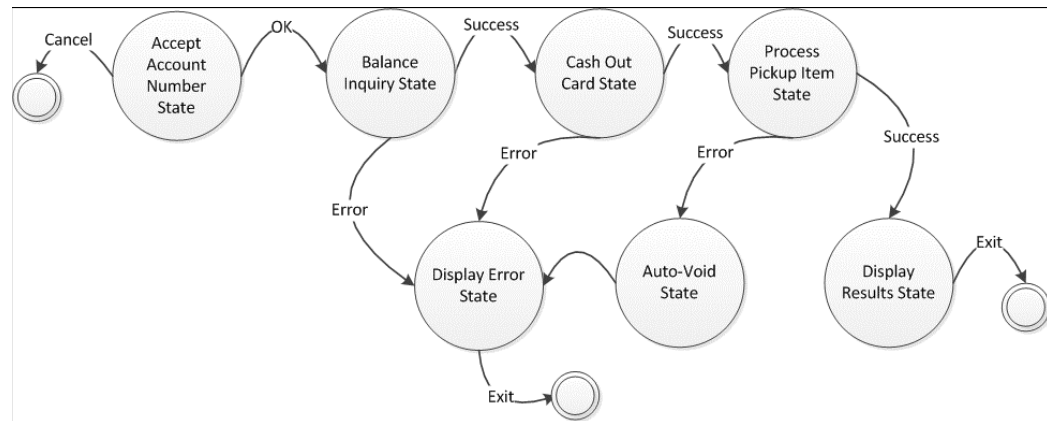 Cancel
Accept
Account
Number
State
OK
Balance
Inquiry State
Success
Cash Out
Card State
Success
Process
Pickup Item
State
Success
Error
Error
Error
Display Error
State
Auto-Void
State
Display
Results State
Exit
Exit